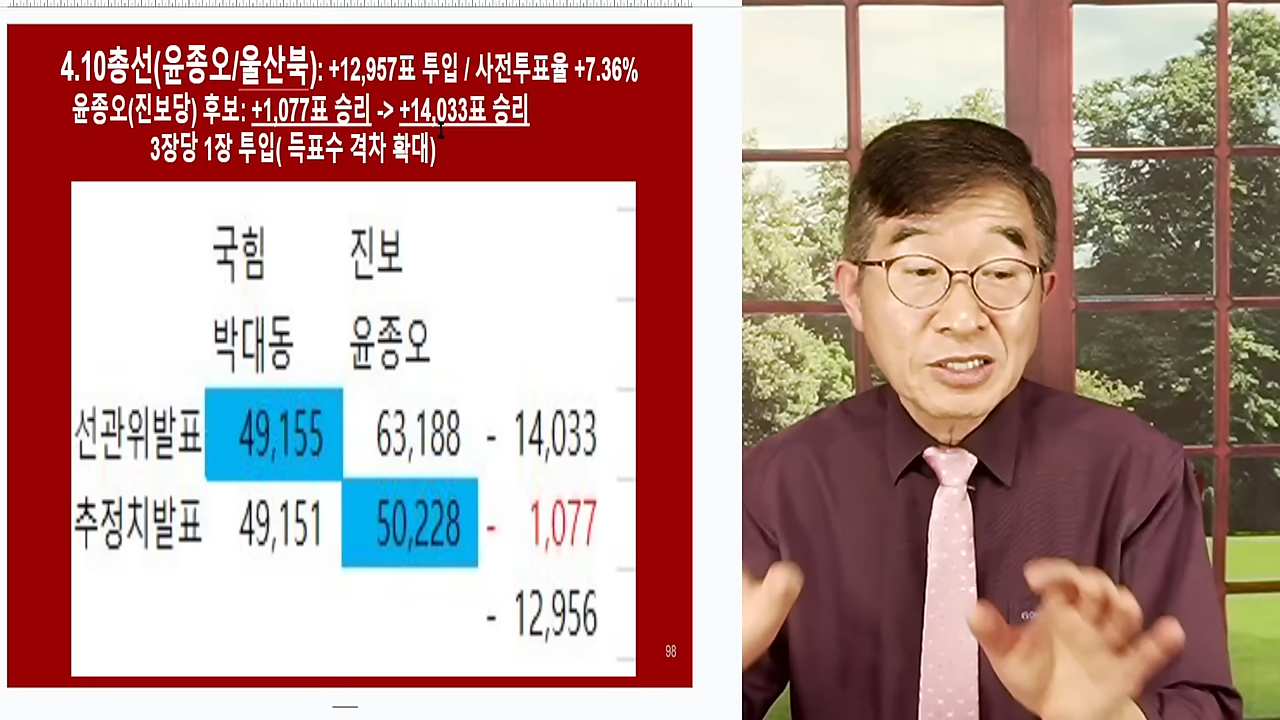 4.10총선(윤종오/울산북): +12,957표 투입 / 사전투표율 +7.36%
윤종오(진보당) 후보: +1,077표 승리 -> +14,033표 승리
3장당 1장 투입( 득표수 격차 확대)
국힘 진보
박대동 윤종오
선관위발표 49,155 63,188 - 14,033
추정치발표 49,151 50,228 - 1,077
- 12,956
98